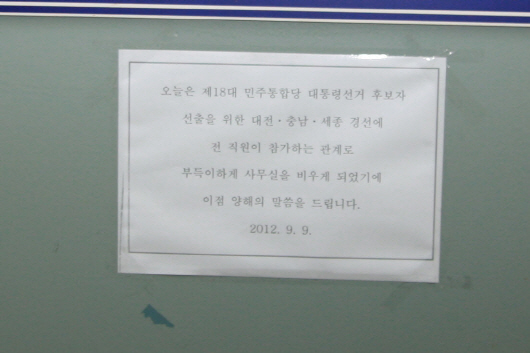 오늘은 제18대 민주통합당 대통령선거 후보자
선출을 위한 대전·충남·세종 경선에
전 직원이 참가하는 관계로
부득이하게 사무실을 비우게 되었기에
이점 양해의 말씀을 드립니다.
2012. 9. 9.